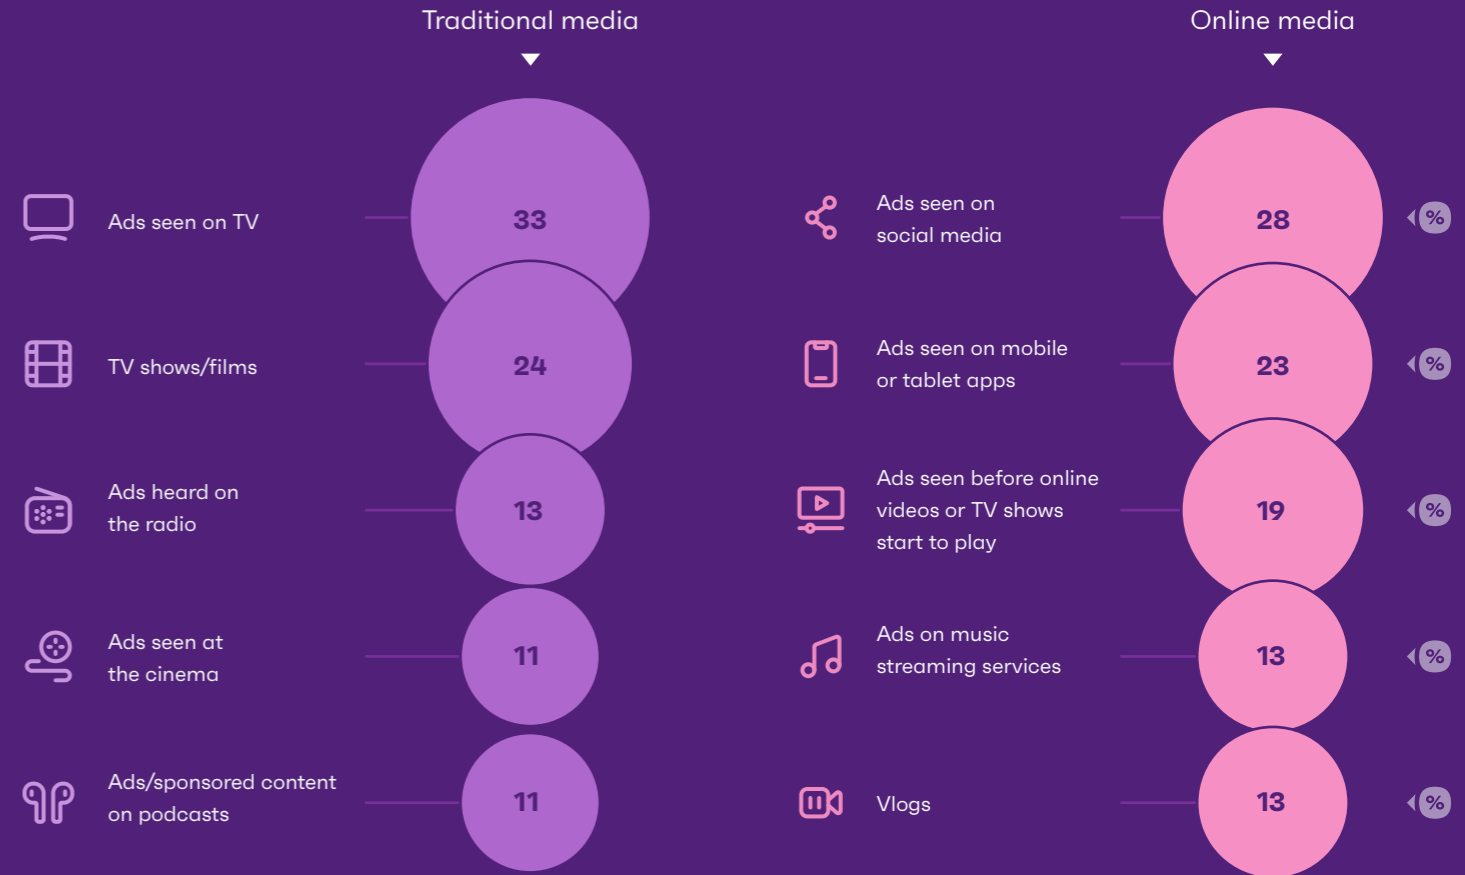 Traditional media
Online media
Ads seen on TV
33
Ads seen on
social media
28
%
TV shows/films
24
Ads seen on mobile
or tablet apps
23
%
Ads heard on
the radio
13
Ads seen before online
videos or TV shows
start to play
19
%
Ads seen at
the cinema
11
Ads on music
streaming services
13
%
Ads/sponsored content
on podcasts
11
Vlogs
13
%